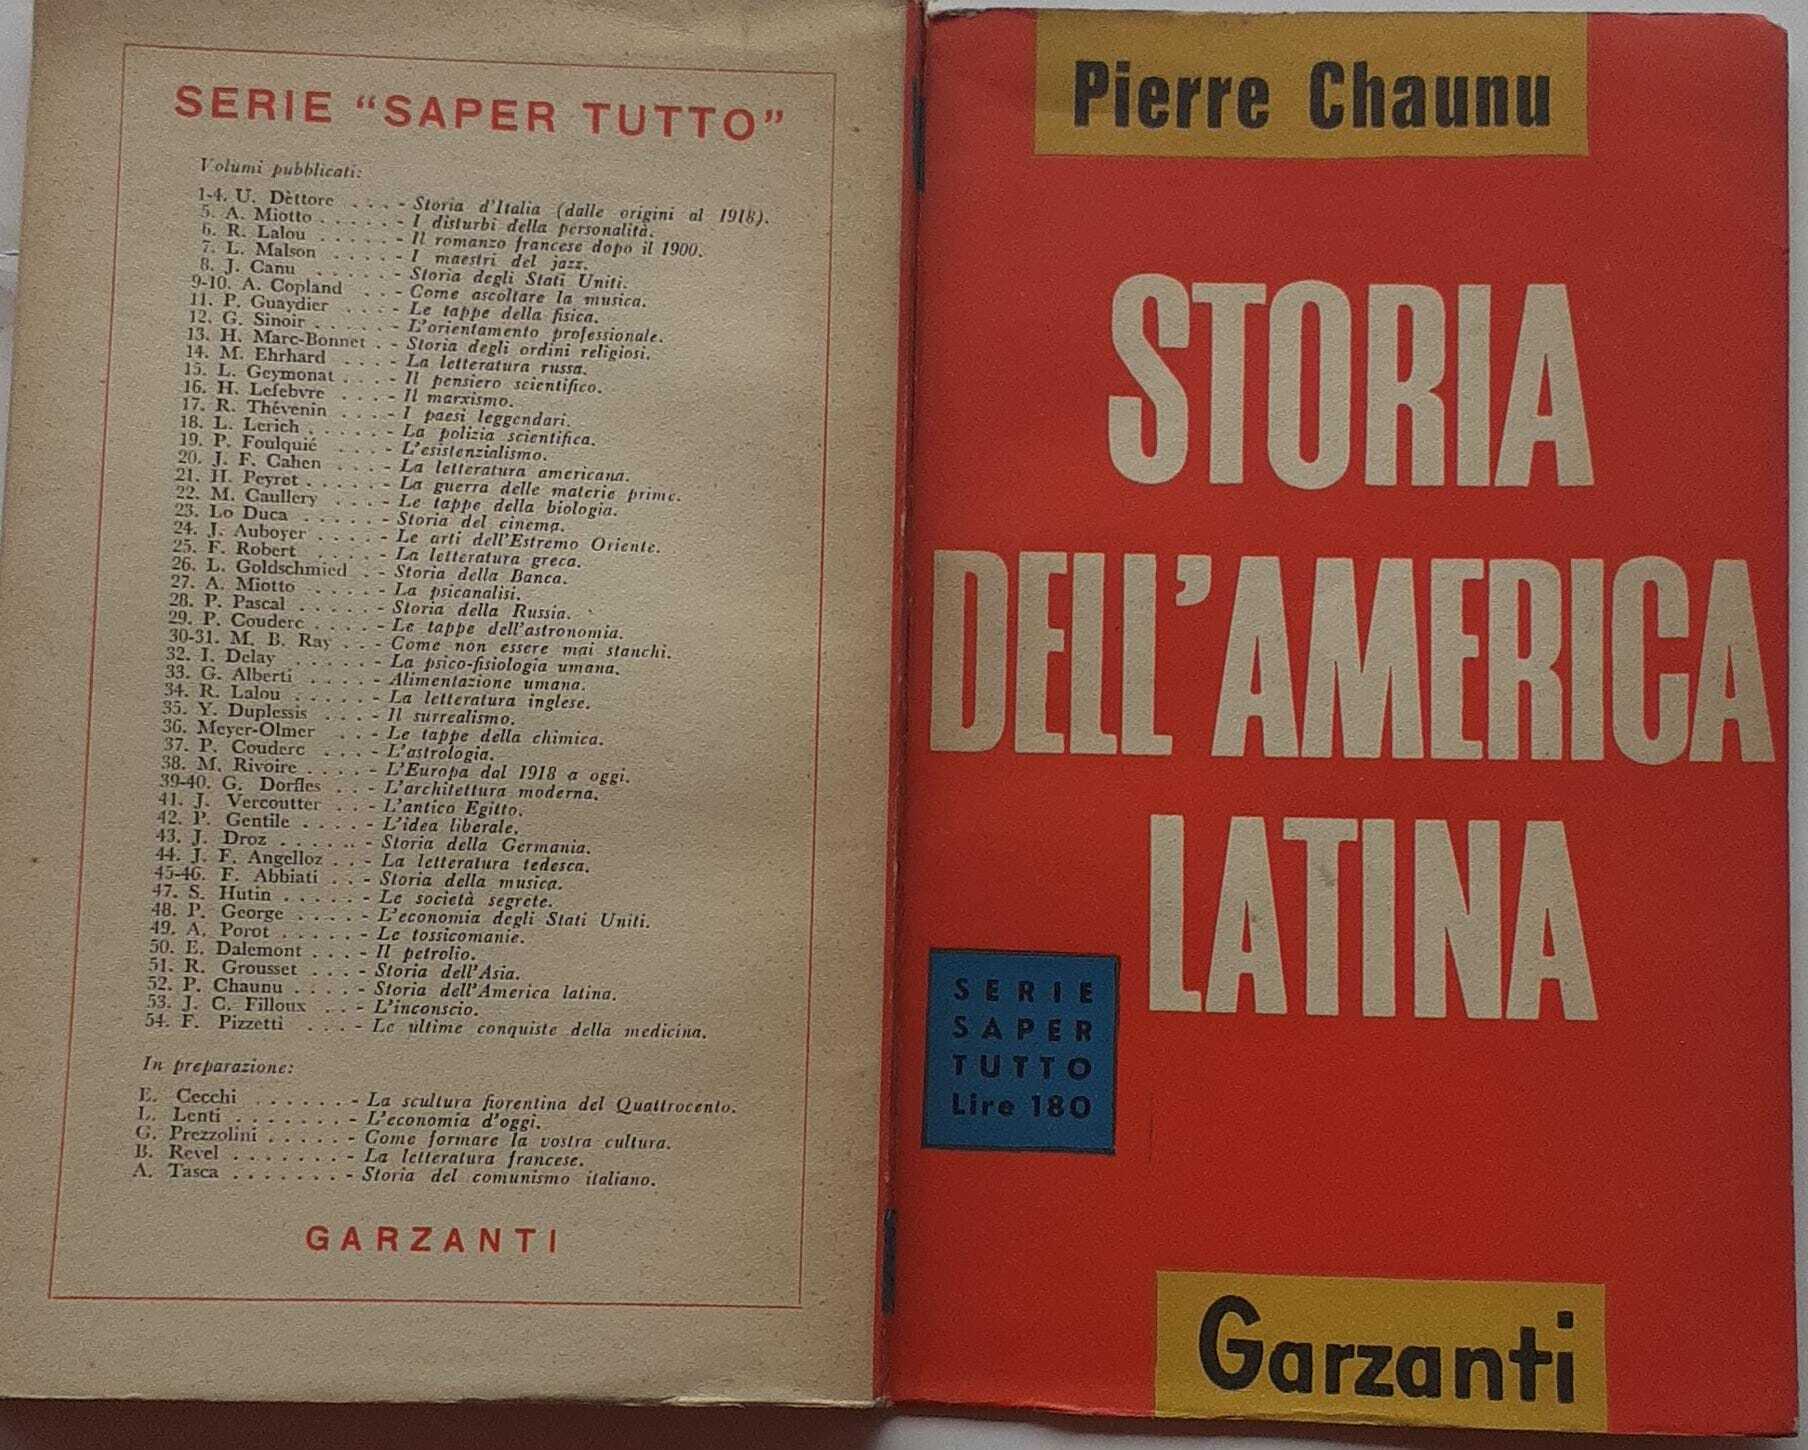 SERIE "SAPER TUTTO"
Volumi pubblicati:
1-4. U. Dèttore . . . - Storia d'Italia (dalle origini al 1918).
5. A. Miotto . . . . . - I disturbi della personalità.
6. R. Lalou . . . . . - Il romanzo francese dopo il 1900.
7. L. Malson . . . . . - I maestri del jazz.
8. J. Canu . . . . . - Storia degli Stati Uniti.
9-10. A. Copland . . - Come ascoltare la musica.
11. P. Guaydier . . . - Le tappe della fisica.
12. G. Sinoir . . . . . - L'orientamento professionale.
13. H. Marc-Bonnet . - Storia degli ordini religiosi.
14. M. Ehrhard . . . - La letteratura russa.
15. L. Geymonat . . . - Il pensiero scientifico.
16. H. Lefebvre . . . - Il marxismo.
17. R. Thévenin . . . - I paesi leggendari.
18. L. Lerich . . . . . - La polizia scientifica.
19. P. Foulquié . . . - L'esistenzialismo.
20. J. F. Cahen . . . - La letteratura americana.
21. H. Peyret . . . . . - La guerra delle materie prime.
22. M. Caullery . . . - Le tappe della biologia.
23. Lo Duca . . . . . - Storia del cinema.
24. J. Auboyer . . . . - Le arti dell'Estremo Oriente.
25. F. Robert . . . . - La letteratura greca.
26. L. Goldschmied . - Storia della Banca.
27. A. Miotto . . . . . - La psicanalisi.
28. P. Pascal . . . . . - Storia della Russia.
29. P. Couderc . . . . - Le tappe dell'astronomia.
30-31. M. B. Ray . . - Come non essere mai stanchi.
32. J. Delay . . . . . - La psico-fisiologia umana.
33. G. Alberti . . . . - Alimentazione umana.
34. R. Lalou . . . . . - La letteratura inglese.
35. Y. Duplessis . . . - Il surrealismo.
36. Meyer-Olmer . . - Le tappe della chimica.
37. P. Couderc . . . - L'astrologia.
38. M. Rivoire . . . . - L'Europa dal 1918 a oggi.
39-40. G. Dorfles . . - L'architettura moderna.
41. J. Vercoutter . . - L'antico Egitto.
42. P. Gentile . . . . - L'idea liberale.
43. J. Droz . . . . . . - Storia della Germania.
44. J. F. Angelloz . . - La letteratura tedesca.
45-46. F. Abbiati . . - Storia della musica.
47. S. Hutin . . . . . - Le società segrete.
48. P. George . . . . - L'economia degli Stati Uniti.
49. A. Porot . . . . . - Le tossicomanie.
50. E. Dalemont . . . - Il petrolio.
51. R. Grousset . . . - Storia dell'Asia.
52. P. Chaunu . . . . - Storia dell'America latina.
53. J. C. Filloux . . - L'inconscio.
54. F. Pizzetti . . . - Le ultime conquiste della medicina.
In preparazione:
E. Cecchi . . . . . . . - La scultura fiorentina del Quattrocento.
L. Lenti . . . . . . . - L'economia d'oggi.
G. Prezzolini . . . . . - Come formare la vostra cultura.
B. Revel . . . . . . . - La letteratura francese.
A. Tasca . . . . . . . - Storia del comunismo italiano.
GARZANTI
Pierre Chaunu
STORIA
DELL'AMERICA
LATINA
SERIE
SAPER
TUTTO
Lire 180
Garzanti